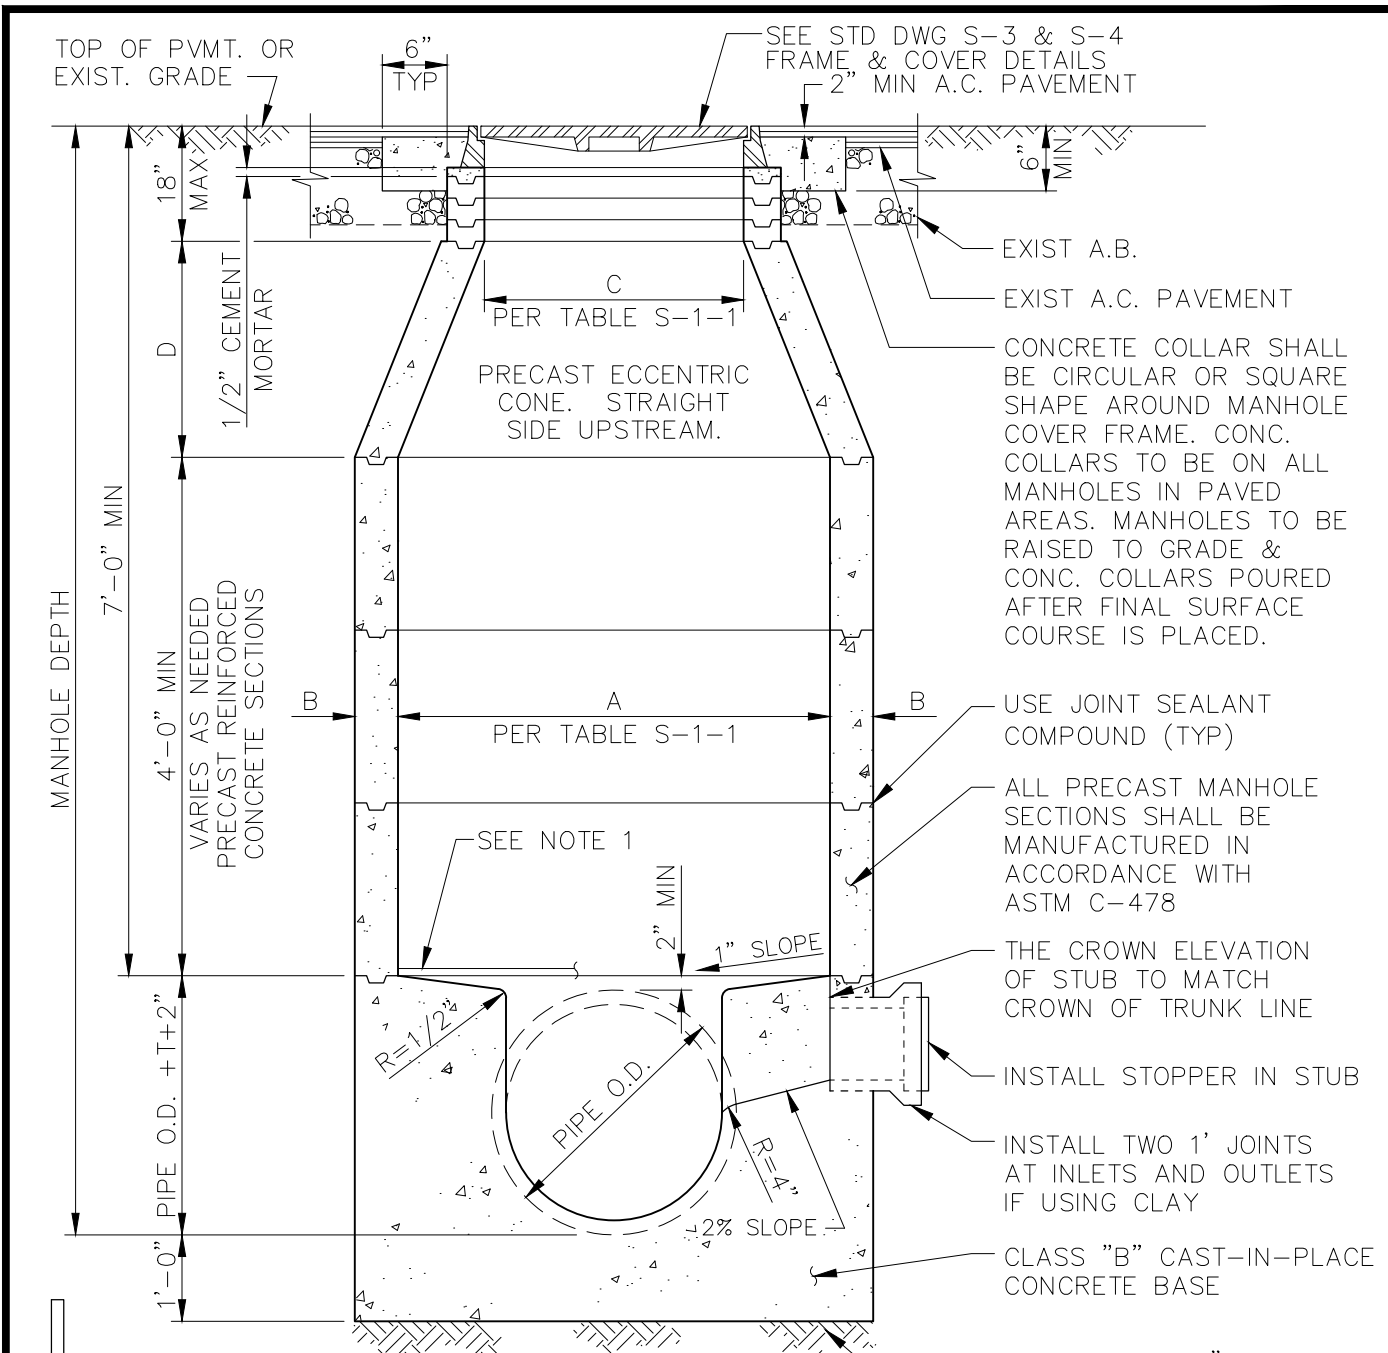 TOP OF PVMT. OR
EXIST. GRADE
6"
TYP
SEE STD DWG S-3 & S-4
FRAME & COVER DETAILS
2" MIN A.C. PAVEMENT
18"
MAX
6"
MIN
EXIST A.B.
EXIST A.C. PAVEMENT
C
PER TABLE S-1-1
D
1/2" CEMENT
MORTAR
PRECAST ECCENTRIC
CONE. STRAIGHT
SIDE UPSTREAM.
CONCRETE COLLAR SHALL
BE CIRCULAR OR SQUARE
SHAPE AROUND MANHOLE
COVER FRAME. CONC.
COLLARS TO BE ON ALL
MANHOLES IN PAVED
AREAS. MANHOLES TO BE
RAISED TO GRADE &
CONC. COLLARS POURED
AFTER FINAL SURFACE
COURSE IS PLACED.
MANHOLE DEPTH
7'-0" MIN
4'-0" MIN
VARIES AS NEEDED
PRECAST REINFORCED
CONCRETE SECTIONS
B
A
PER TABLE S-1-1
B
USE JOINT SEALANT
COMPOUND (TYP)
ALL PRECAST MANHOLE
SECTIONS SHALL BE
MANUFACTURED IN
ACCORDANCE WITH
ASTM C-478
SEE NOTE 1
2" MIN
1" SLOPE
THE CROWN ELEVATION
OF STUB TO MATCH
CROWN OF TRUNK LINE
R=1/2"
PIPE O.D.
R=4"
2% SLOPE
PIPE O.D. +T+2"
1'-0"
INSTALL STOPPER IN STUB
INSTALL TWO 1' JOINTS
AT INLETS AND OUTLETS
IF USING CLAY
CLASS "B" CAST-IN-PLACE
CONCRETE BASE